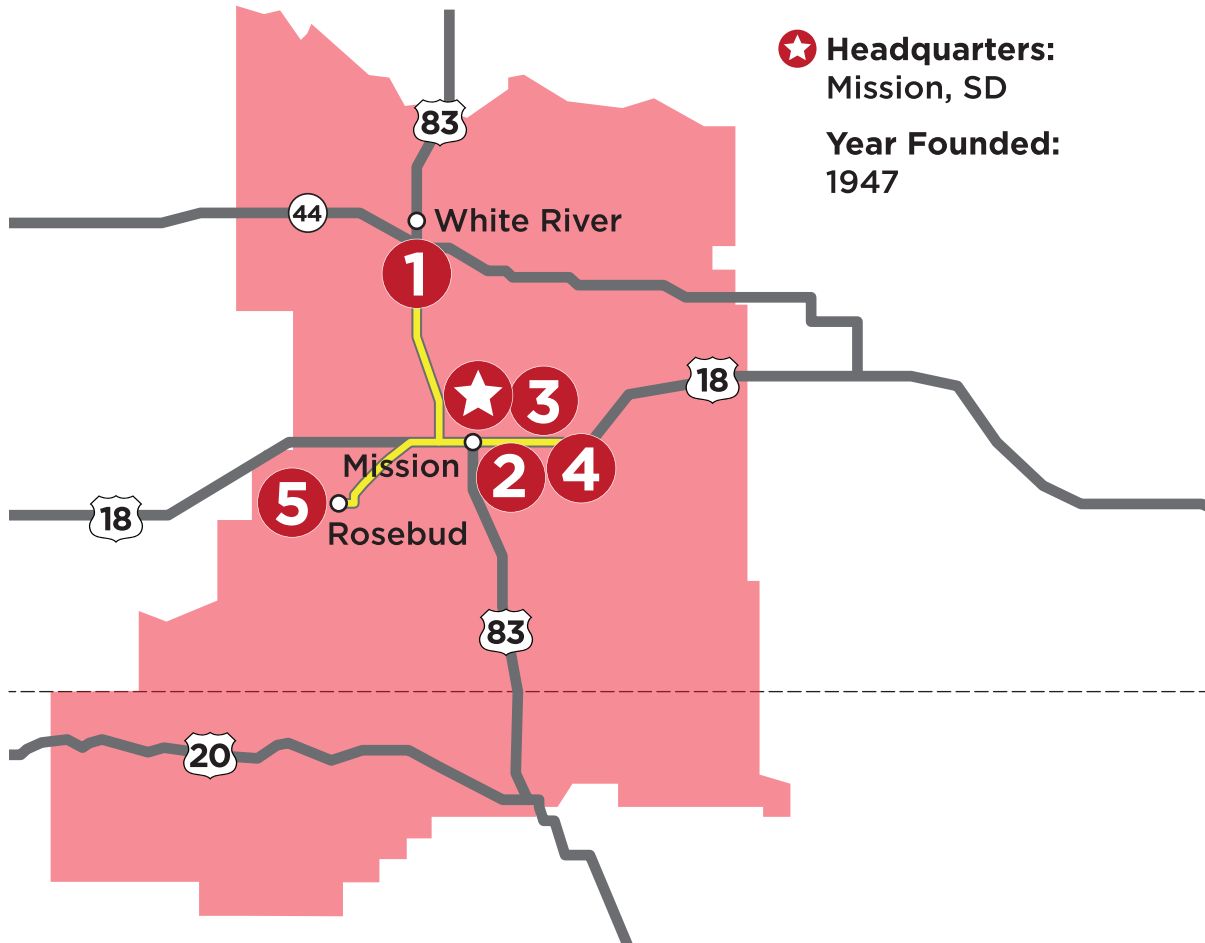 Headquarters:
Mission, SD
Year Founded:
1947
83
44
White River
1
3
18
Mission
2
4
5
18
Rosebud
83
20